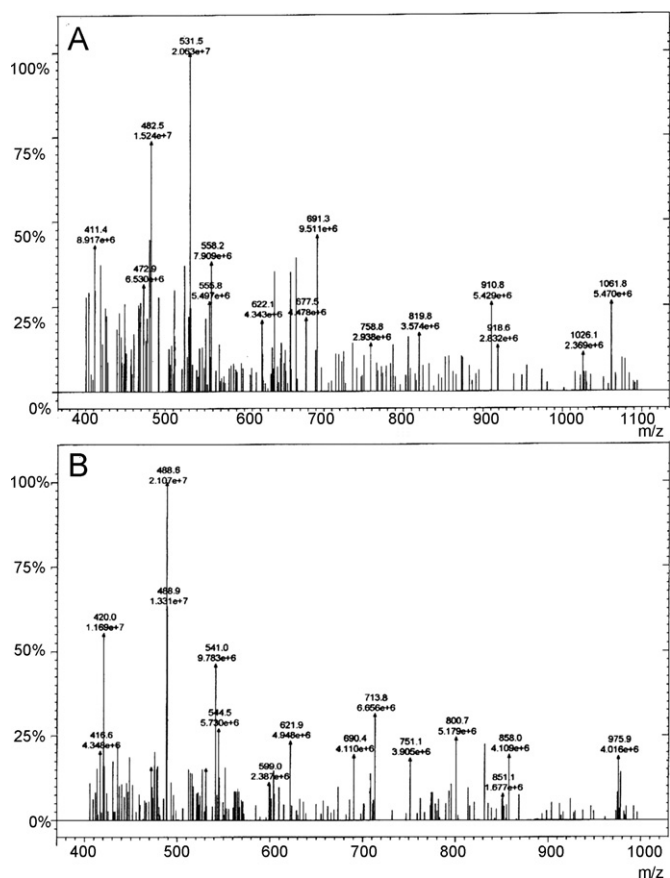 A
531.5
2.063e+7
100%
482.5
1.524e+7
75%
411.4
8.917e+6
50%
691.3
9.511e+6
558.2
7.909e+6
472.9
6.530e+6
555.8
5.497e+6
910.8
5.429e+6
1061.8
5.470e+6
622.1
4.343e+6
677.5
4.478e+6
25%
758.8
2.938e+6
819.8
3.574e+6
918.6
2.832e+6
1026.1
2.369e+6
0%
400 500 600 700 800 900 1000 1100
m/z
B
488.6
2.107e+7
100%
75%
488.9
1.331e+7
420.0
1.169e+7
50%
541.0
9.783e+6
713.8
6.656e+6
544.5
5.730e+6
416.6
4.348e+6
25%
621.9
4.948e+6
800.7
5.179e+6
690.4
4.110e+6
751.1
3.905e+6
858.0
4.109e+6
975.9
4.016e+6
599.0
2.387e+6
851.1
1.677e+6
0%
400 500 600 700 800 900 1000
m/z